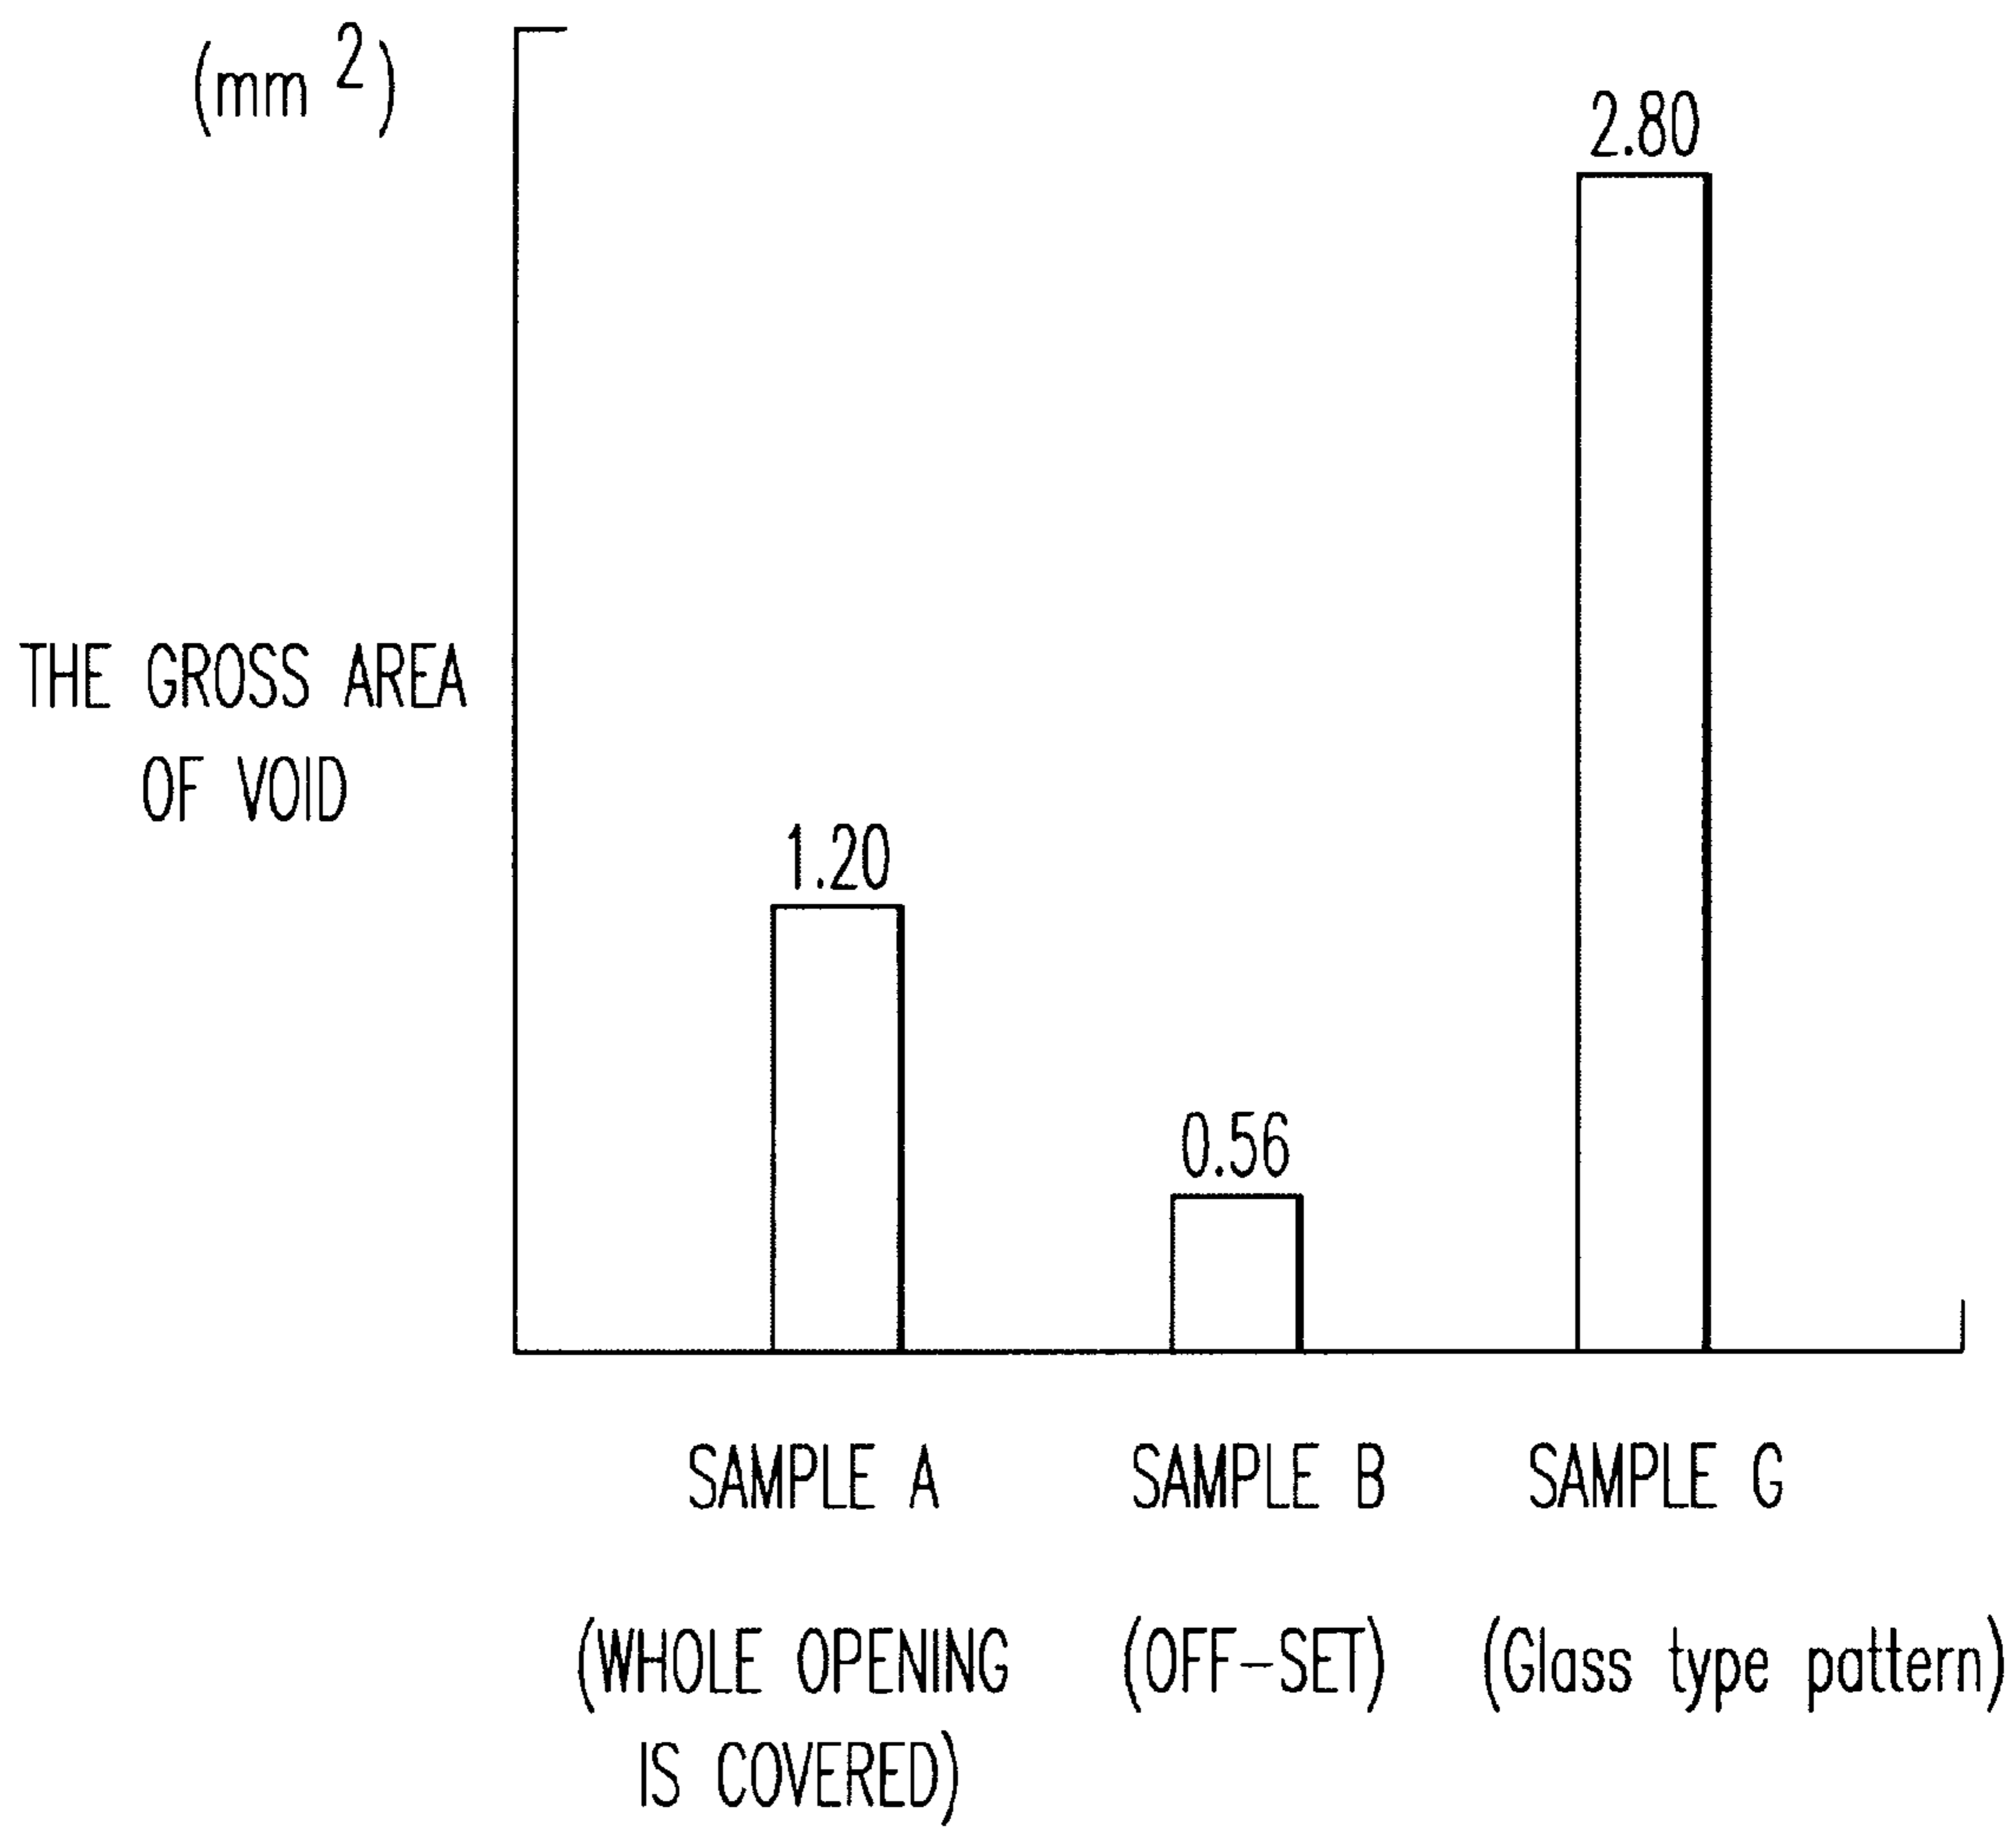 (mm 2)
2.80
THE GROSS AREA
OF VOID
1.20
0.56
SAMPLE A
SAMPLE B
SAMPLE G
(WHOLE OPENING
IS COVERED)
(OFF-SET)
(Glass type pattern)